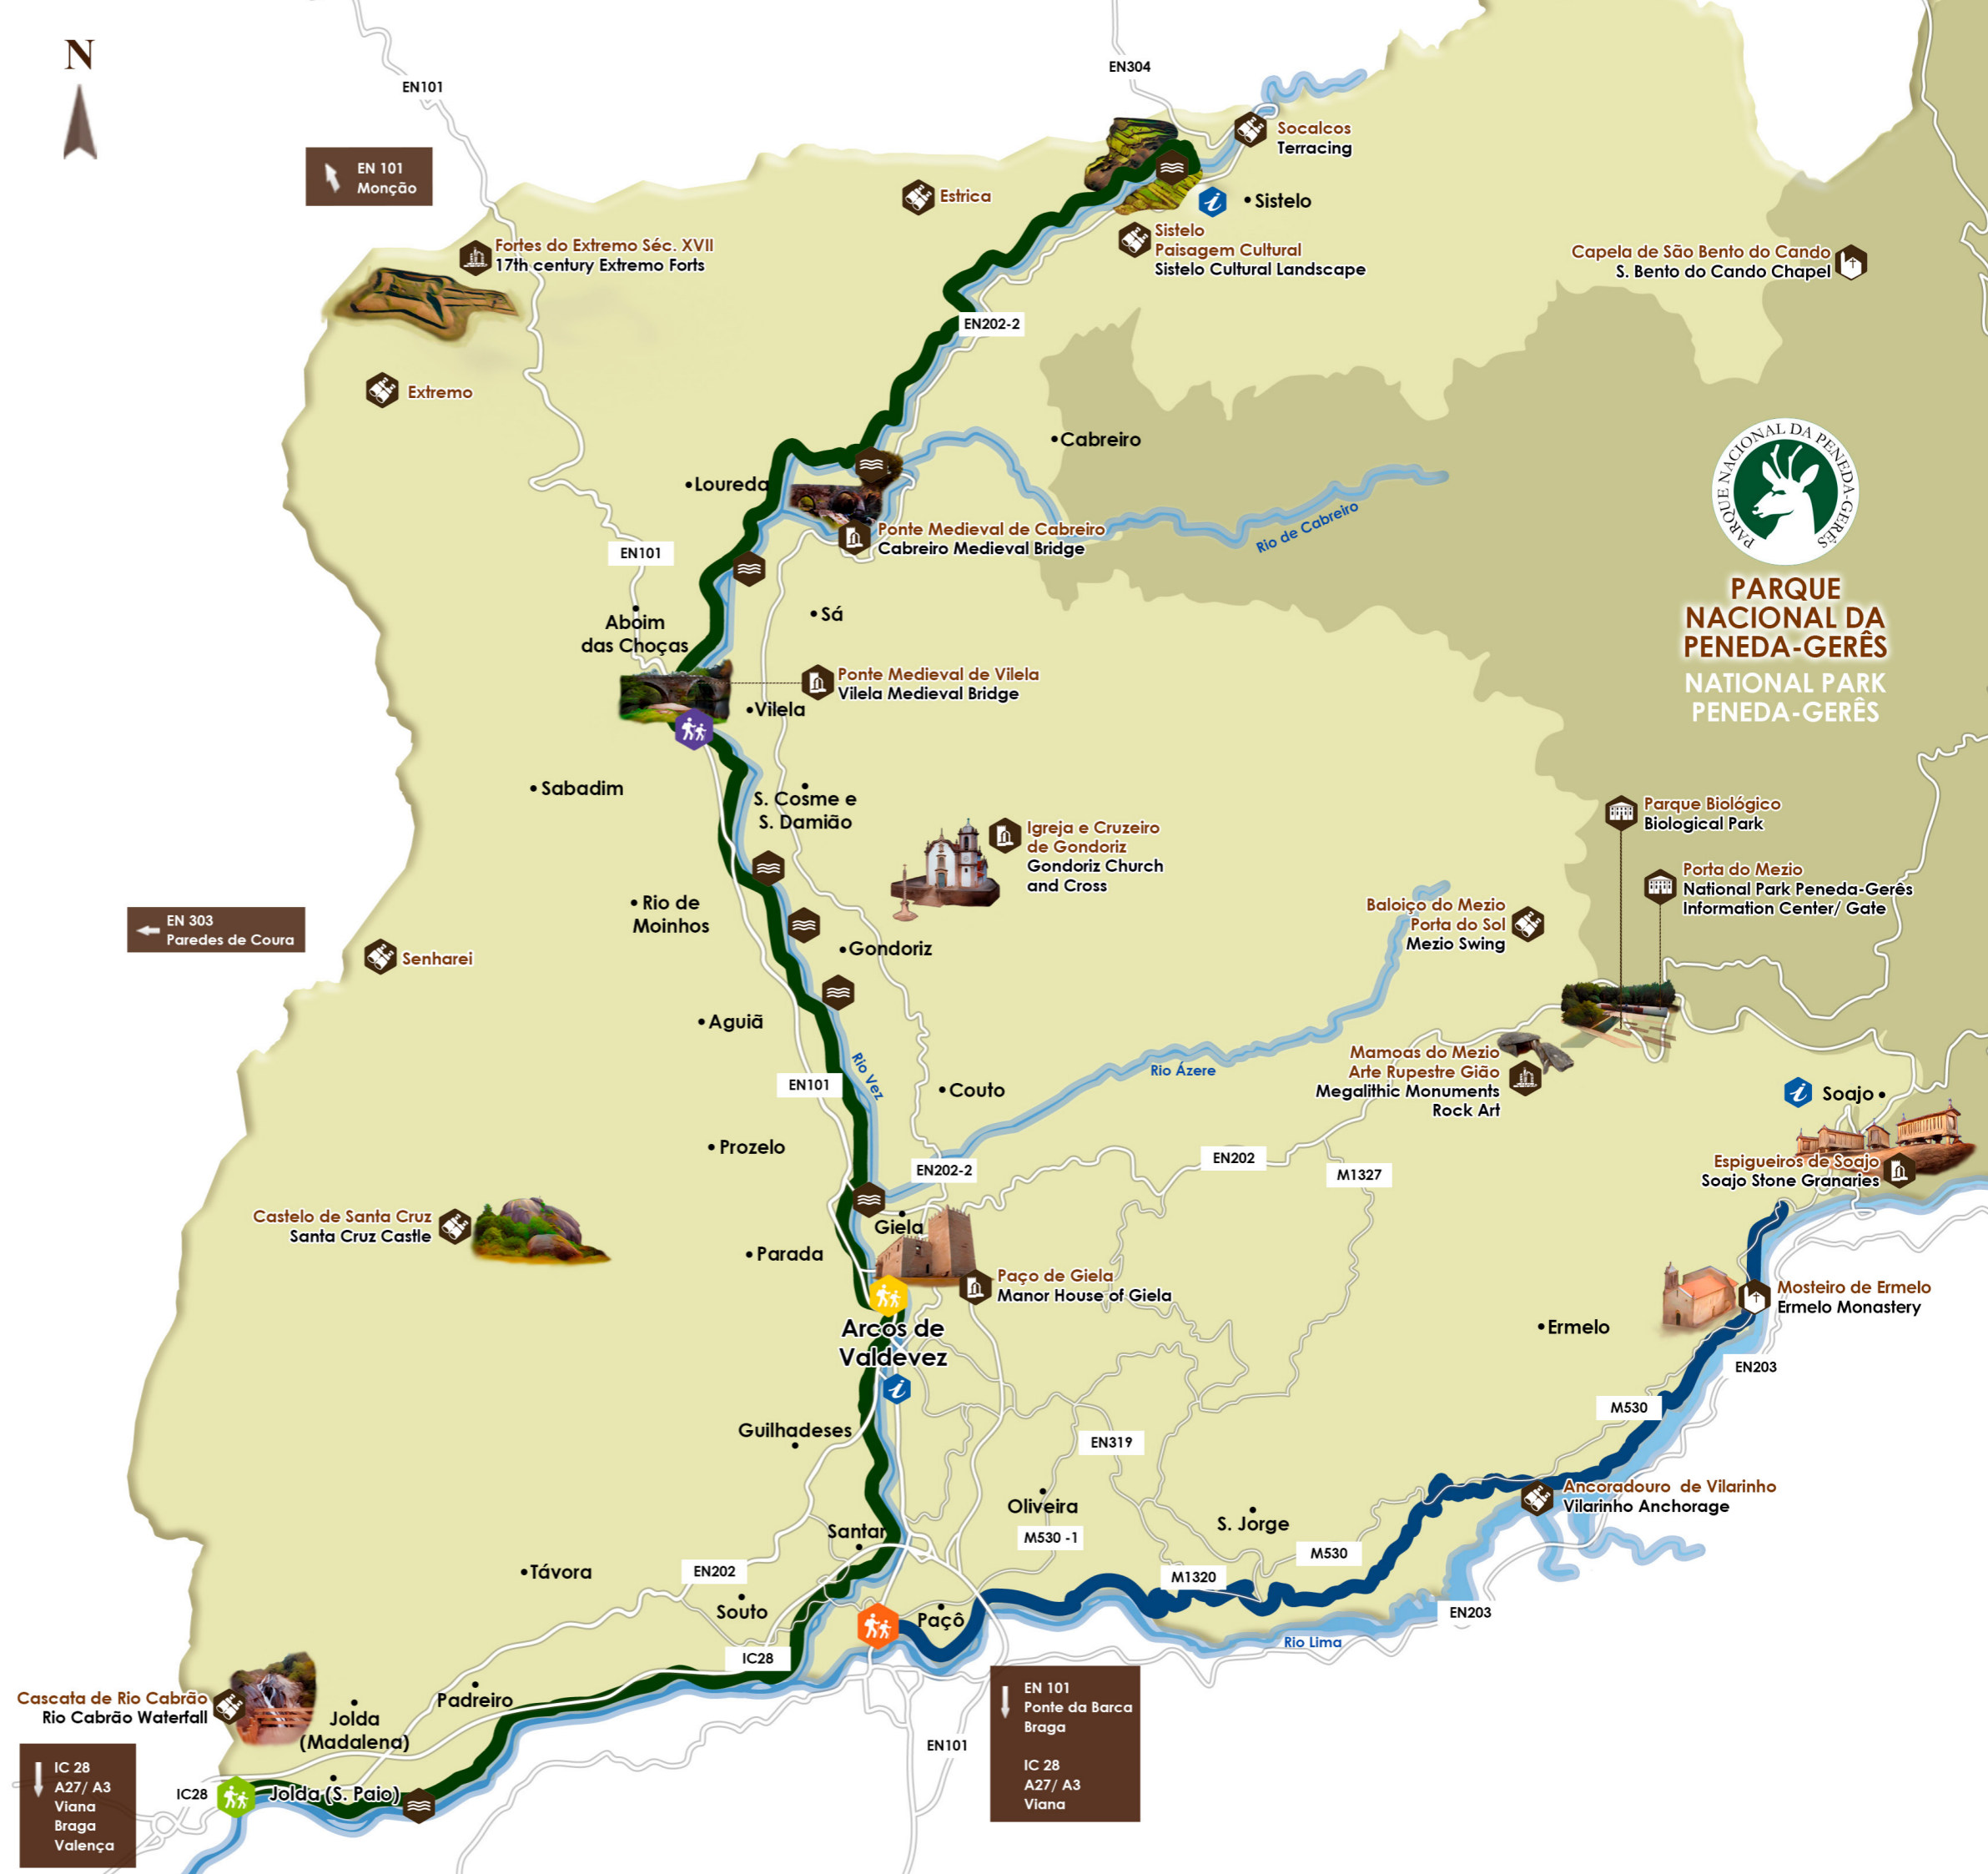 N
EN101
EN304
EN 101
Monção
Socalcos
Terracing
Estrica
Sistelo
Sistelo
Paisagem Cultural
Sistelo Cultural Landscape
Fortes do Extremo Séc. XVII
17th century Extremo Forts
Capela de São Bento do Cando
S. Bento do Cando Chapel
EN202-2
Extremo
Cabreiro
Loureda
PARQUE NACIONAL DA PENEDA-GERÊS
PARQUE GERÊS
Ponte Medieval de Cabreiro
Cabreiro Medieval Bridge
Rio de Cabreiro
EN101
Aboim
das Choças
Sá
PARQUE
NACIONAL DA
PENEDA-GERÊS
NATIONAL PARK
PENEDA-GERÊS
Ponte Medieval de Vilela
Vilela Medieval Bridge
Vilela
Sabadim
S. Cosme e
S. Damião
Igreja e Cruzeiro
de Gondoriz
Gondoriz Church
and Cross
Parque Biológico
Biological Park
Porta do Mezio
National Park Peneda-Gerês
Information Center/ Gate
Rio de
Moinhos
Baloiço do Mezio
Porta do Sol
Mezio Swing
EN 303
Paredes de Coura
Senharei
Gondoriz
Aguiã
Rio Vez
Rio Ázere
EN101
Couto
Mamoas do Mezio
Arte Rupestre Gião
Megalithic Monuments
Rock Art
Soajo
Prozelo
EN202-2
EN202
M1327
Espigueiros de Soajo
Soajo Stone Granaries
Castelo de Santa Cruz
Santa Cruz Castle
Giela
Parada
Paço de Giela
Manor House of Giela
Mosteiro de Ermelo
Ermelo Monastery
Arcos de
Valdevez
Ermelo
EN203
M530
Guilhadeses
EN319
Oliveira
Ancoradouro de Vilarinho
Vilarinho Anchorage
Santar
M530 -1
S. Jorge
M530
Távora
EN202
M1320
Souto
Paçô
EN203
Rio Lima
IC28
Cascata de Rio Cabrão
Rio Cabrão Waterfall
Padreiro
Jolda
(Madalena)
EN 101
Ponte da Barca
Braga
IC 28
A27/ A3
Viana
EN101
IC 28
A27/ A3
Viana
Braga
Valença
IC28
Jolda (S. Paio)